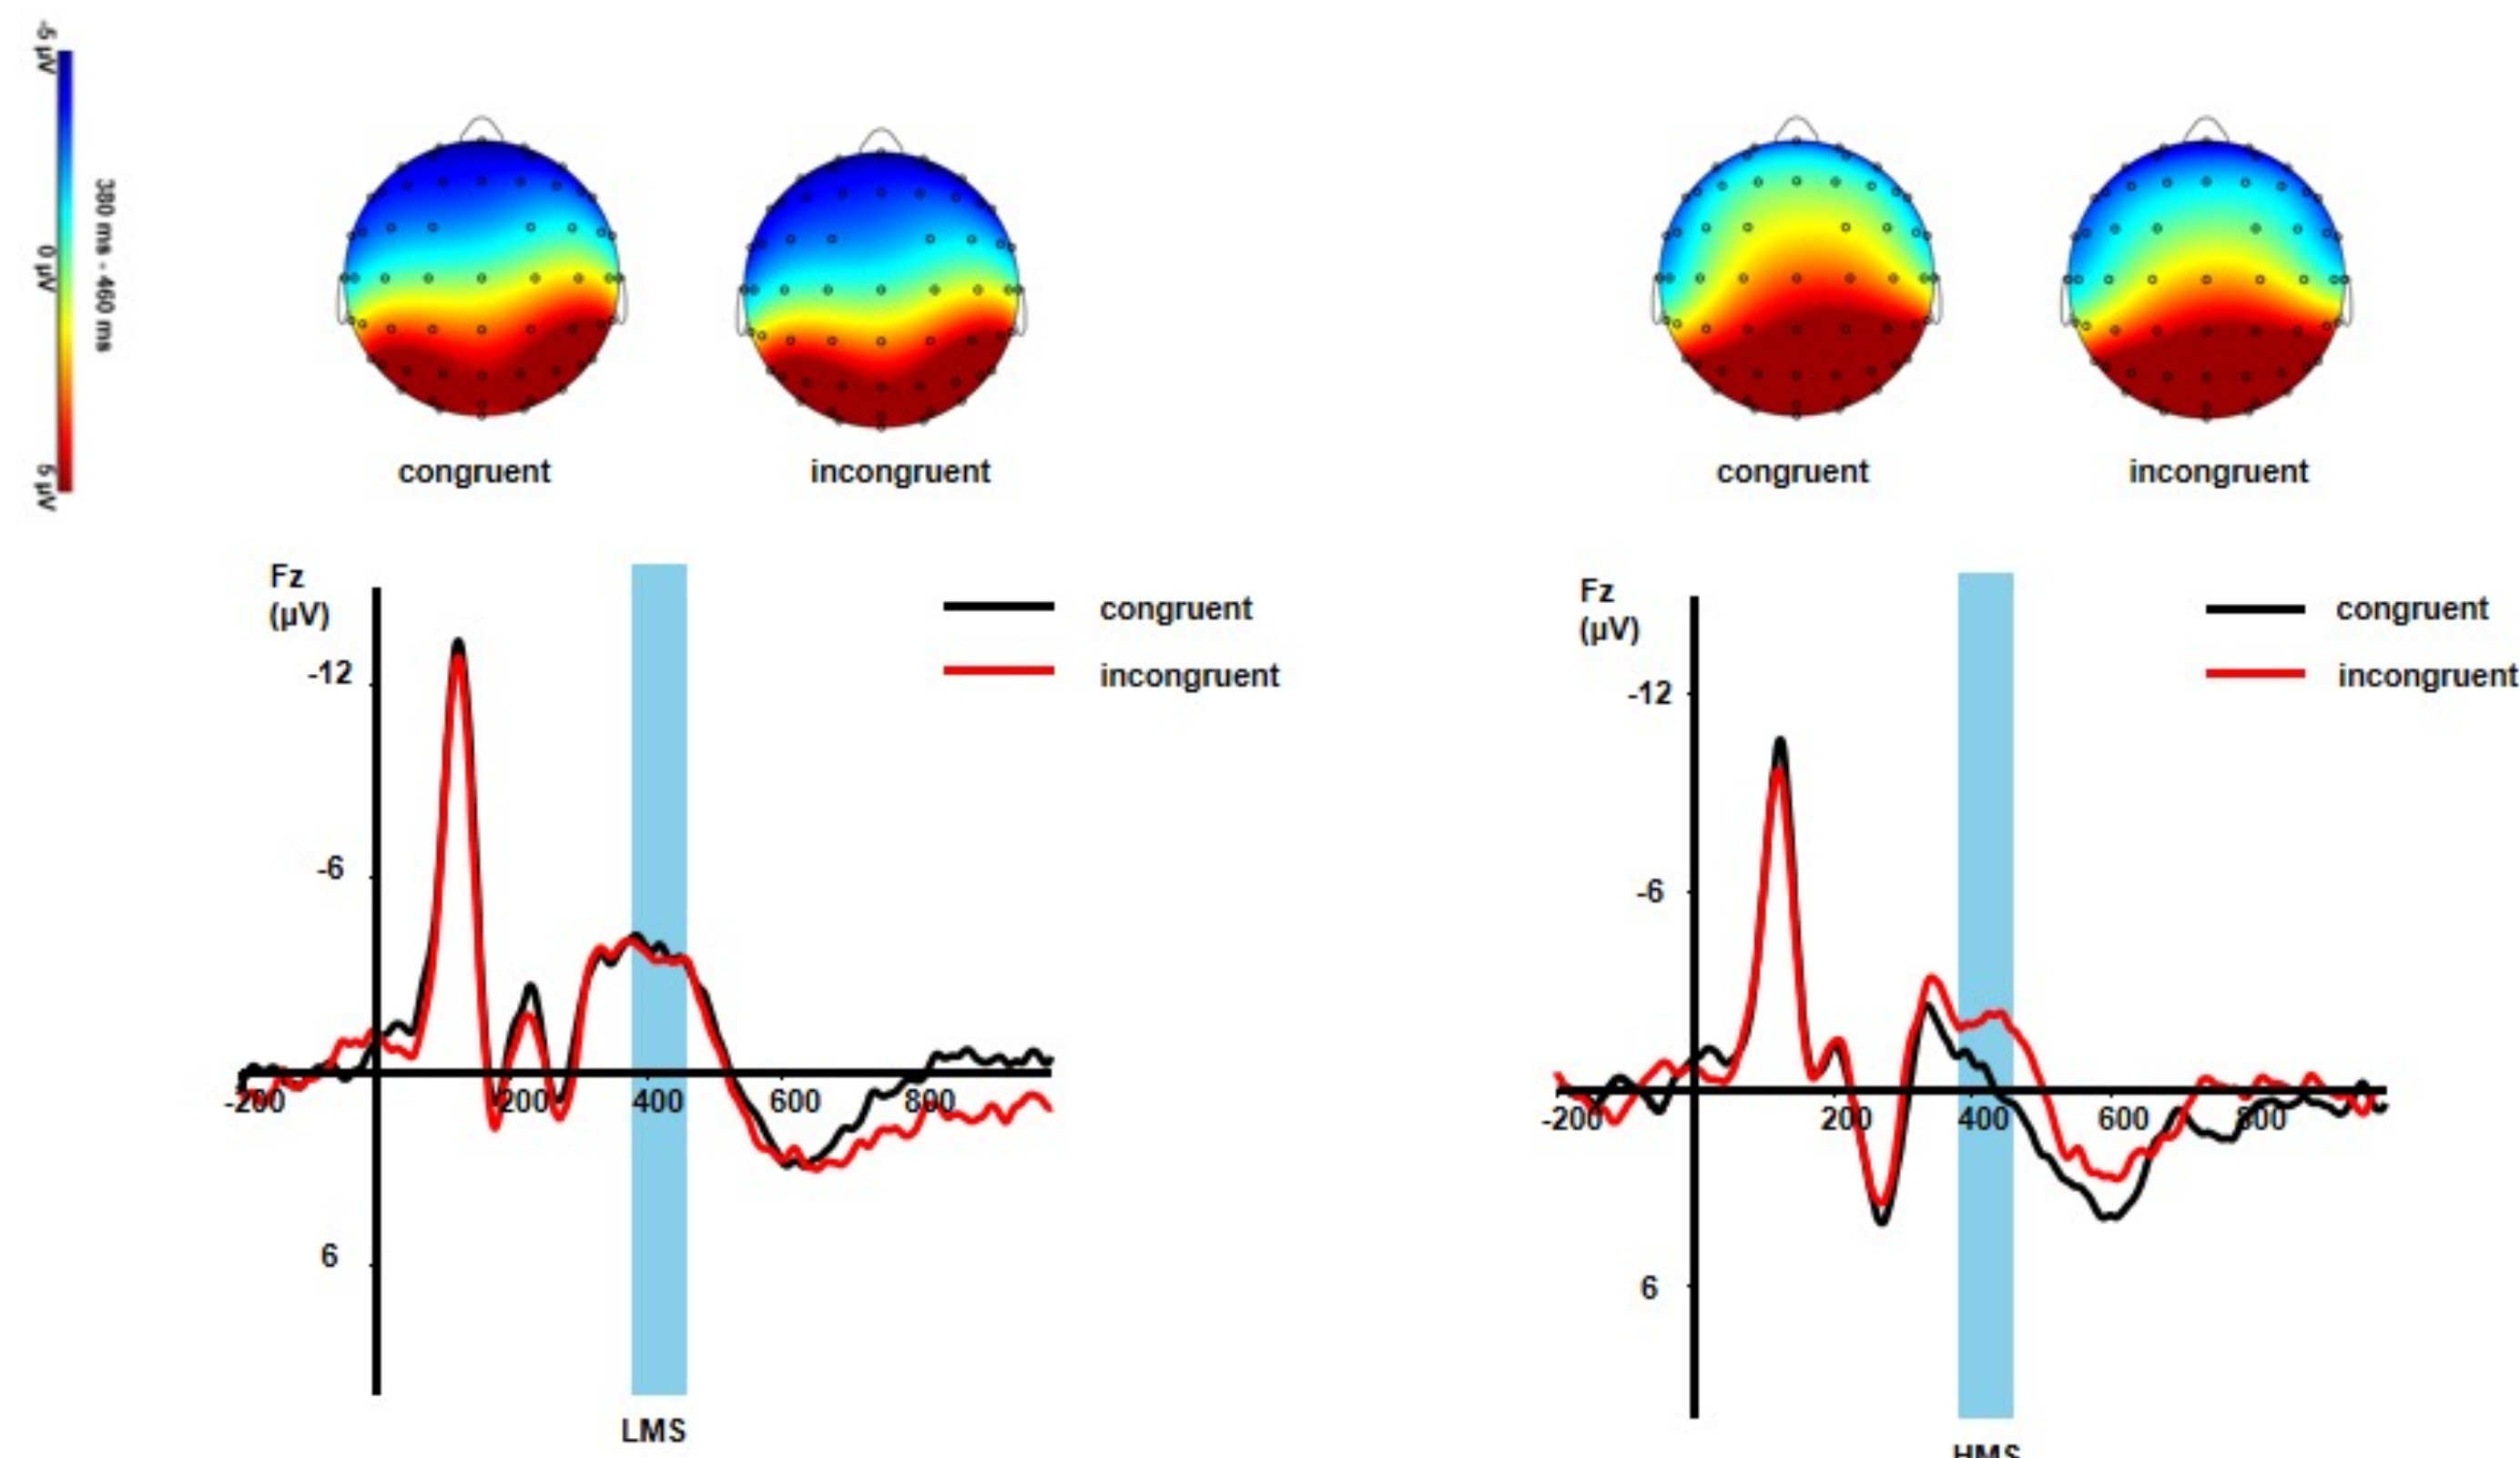 -5 µV
0 µV
5 µV
380 ms - 460 ms
congruent
incongruent
congruent
incongruent
Fz
(µV)
-12
-6
6
-200
200
400
600
800
congruent
incongruent
LMS
Fz
(µV)
-12
-6
6
-200
200
400
600
800
congruent
incongruent
HMS